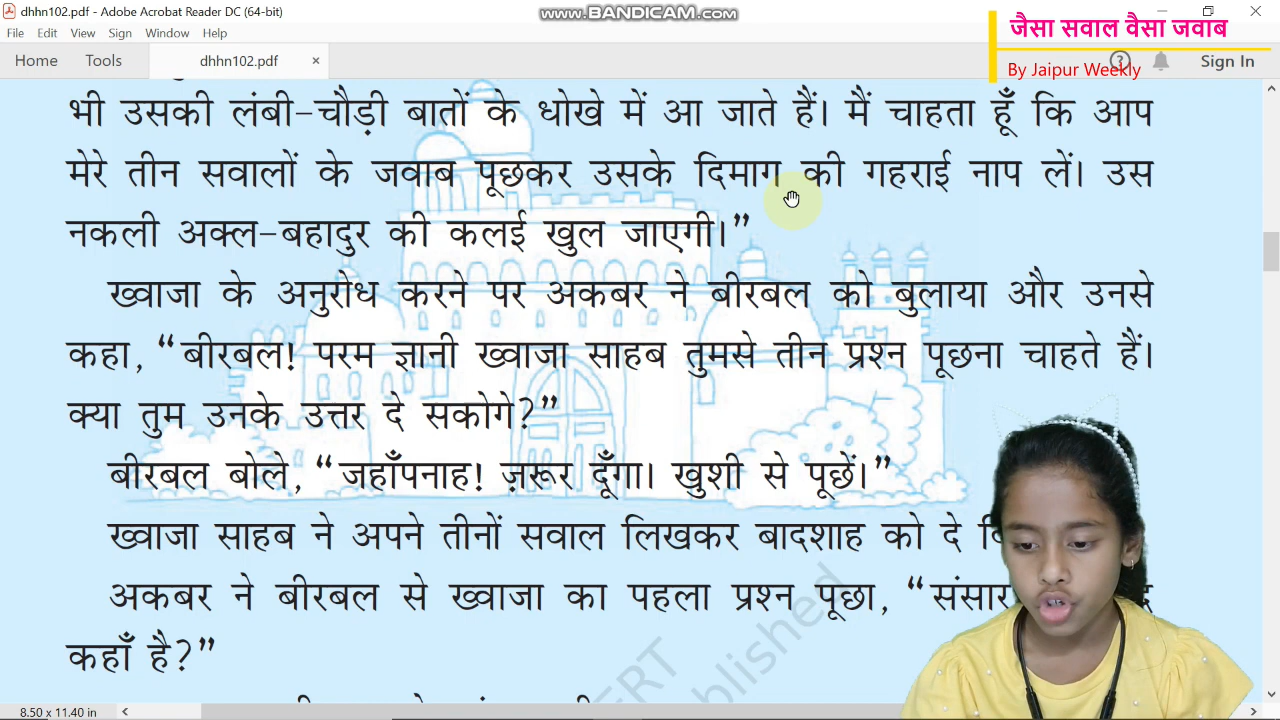 dhhn102.pdf - Adobe Acrobat Reader DC (64-bit)
www.BANDICAM.com
File Edit View Sign Window Help
जैसा सवाल वैसा जवाब
Home Tools dhhn102.pdf × Sign In
By Jaipur Weekly
भी उसकी लंबी-चौड़ी बातों के धोखे में आ जाते हैं। मैं चाहता हूँ कि आप
मेरे तीन सवालों के जवाब पूछकर उसके दिमाग की गहराई नाप लें। उस
नकली अक्ल-बहादुर की कलई खुल जाएगी।”
ख्वाजा के अनुरोध करने पर अकबर ने बीरबल को बुलाया और उनसे
कहा, “बीरबल! परम ज्ञानी ख्वाजा साहब तुमसे तीन प्रश्न पूछना चाहते हैं।
क्या तुम उनके उत्तर दे सकोगे?”
बीरबल बोले, “जहाँपनाह! ज़रूर दूँगा। खुशी से पूछें।”
ख्वाजा साहब ने अपने तीनों सवाल लिखकर बादशाह को दे
अकबर ने बीरबल से ख्वाजा का पहला प्रश्न पूछा, “संसार
कहाँ है?”
8.50 x 11.40 in